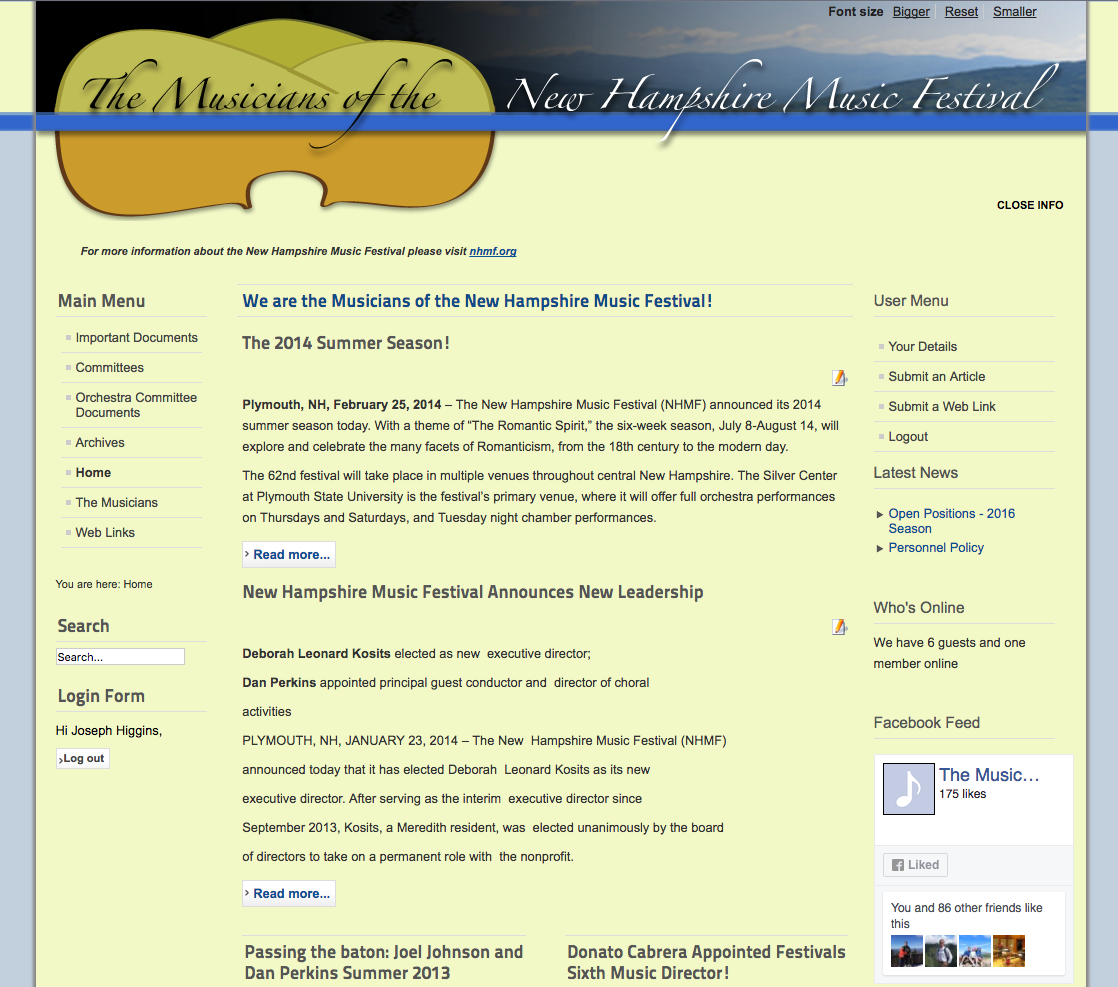 Font size Bigger Reset Smaller
The Musicians of the New Hampshire Music Festival
CLOSE INFO
For more information about the New Hampshire Music Festival please visit nhmf.org
Main Menu
Important Documents
Committees
Orchestra Committee
Documents
Archives
Home
The Musicians
Web Links
You are here: Home
Search
Search...
Login Form
Hi Joseph Higgins,
Log out
We are the Musicians of the New Hampshire Music Festival!
The 2014 Summer Season!
Plymouth, NH, February 25, 2014 – The New Hampshire Music Festival (NHMF) announced its 2014
summer season today. With a theme of “The Romantic Spirit,” the six-week season, July 8-August 14, will
explore and celebrate the many facets of Romanticism, from the 18th century to the modern day.
The 62nd festival will take place in multiple venues throughout central New Hampshire. The Silver Center
at Plymouth State University is the festival’s primary venue, where it will offer full orchestra performances
on Thursdays and Saturdays, and Tuesday night chamber performances.
Read more...
New Hampshire Music Festival Announces New Leadership
Deborah Leonard Kosits elected as new executive director;
Dan Perkins appointed principal guest conductor and director of choral
activities
PLYMOUTH, NH, JANUARY 23, 2014 – The New Hampshire Music Festival (NHMF)
announced today that it has elected Deborah Leonard Kosits as its new
executive director. After serving as the interim executive director since
September 2013, Kosits, a Meredith resident, was elected unanimously by the board
of directors to take on a permanent role with the nonprofit.
Read more...
Passing the baton: Joel Johnson and
Dan Perkins Summer 2013
Donato Cabrera Appointed Festivals
Sixth Music Director!
User Menu
Your Details
Submit an Article
Submit a Web Link
Logout
Latest News
Open Positions - 2016
Season
Personnel Policy
Who's Online
We have 6 guests and one
member online
Facebook Feed
The Music…
175 likes
Liked
You and 86 other friends like
this